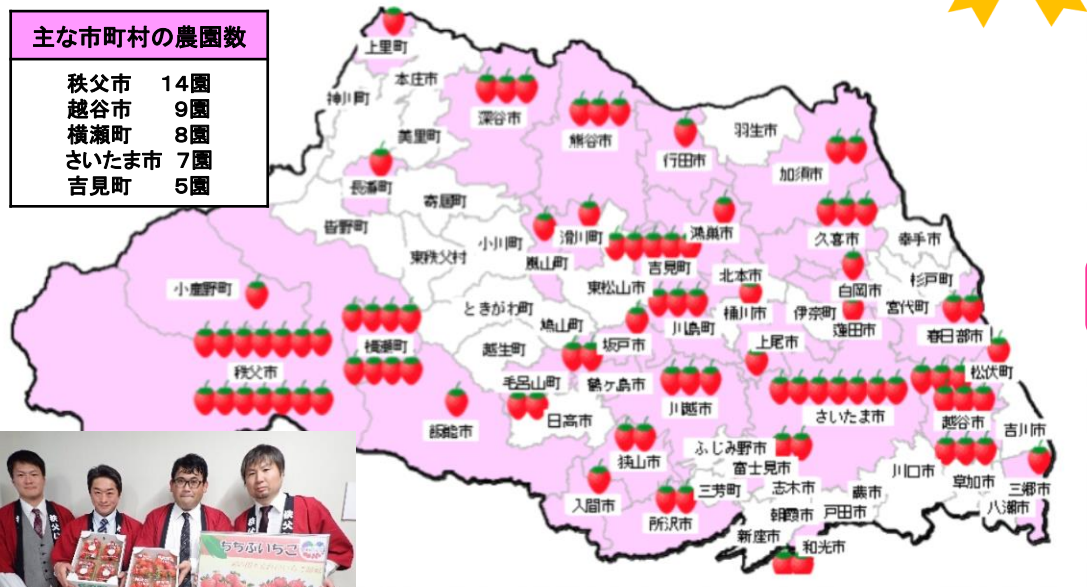 主な市町村の農園数
秩父市 14園
越谷市 9園
横瀬町 8園
さいたま市 7園
吉見町 5園
上里町
本庄市
神川町
深谷市
美里町
熊谷市
羽生市
行田市
加須市
長瀞町
寄居町
皆野町
滑川町
鴻巣市
久喜市
幸手市
小川町
東秩父村
嵐山町
吉見町
北本市
杉戸町
小鹿野町
東松山市
白岡市
宮代町
ときがわ町
鳩山町
川島町
桶川市
伊奈町
蓮田市
春日部市
横瀬町
越生町
坂戸市
上尾市
松伏町
秩父市
毛呂山町
鶴ヶ島市
川越市
さいたま市
越谷市
吉川市
飯能市
日高市
ふじみ野市
狭山市
富士見市
川口市
草加市
三郷市
入間市
三芳町
志木市
蕨市
八潮市
所沢市
朝霞市
戸田市
新座市
和光市
秩父
ちちぶいちご